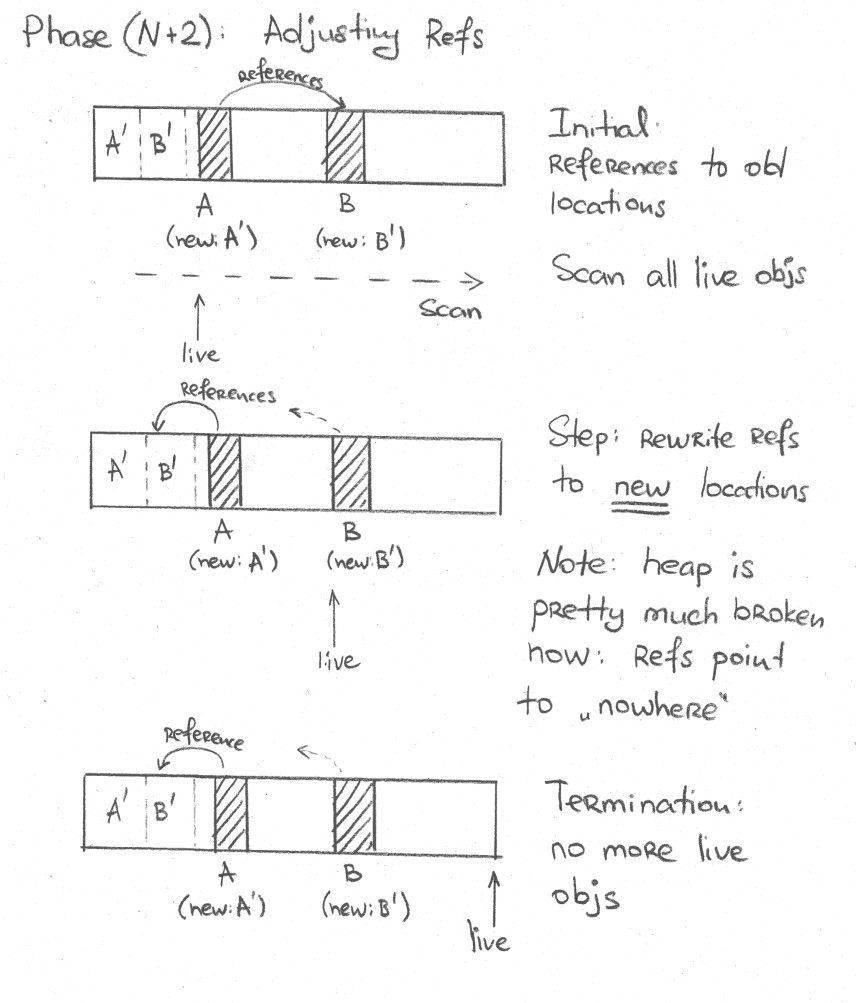 Phase (N+2): Adjusting Refs
References
A' B'
A B
(new: A') (new: B')
Scan
live
Initial:
References to old
locations
Scan all live objs
References
A' B'
A B
(new: A') (new: B')
live
Step: Rewrite Refs
to new locations
Note: heap is
pretty much broken
now: Refs point
to „nowhere“
Reference
A' B'
A B
(new: A') (new: B')
live
Termination:
no more live
objs